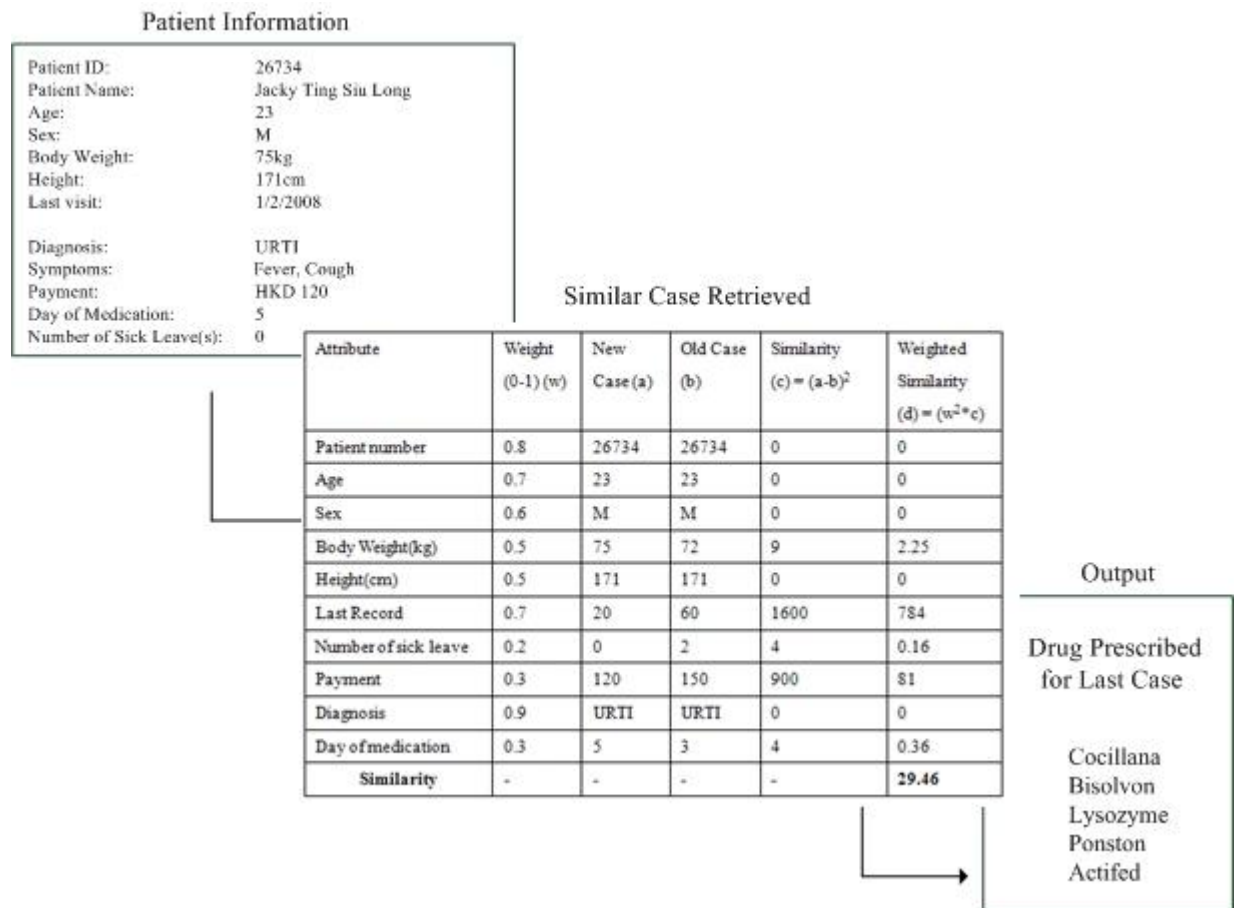 Patient Information
Patient ID: 26734
Patient Name: Jacky Ting Siu Long
Age: 23
Sex: M
Body Weight: 75kg
Height: 171cm
Last visit: 1/2/2008
Diagnosis: URTI
Symptoms: Fever, Cough
Payment: HKD 120
Day of Medication: 5
Number of Sick Leave(s): 0
Similar Case Retrieved
Attribute Weight New Old Case Similarity Weighted
(0-1) (w) Case (a) (b) (c) = (a-b)² Similarity
(d) = (w²*c)
Patient number 0.8 26734 26734 0 0
Age 0.7 23 23 0 0
Sex 0.6 M M 0 0
Body Weight(kg) 0.5 75 72 9 2.25
Height(cm) 0.5 171 171 0 0
Last Record 0.7 20 60 1600 784
Number of sick leave 0.2 0 2 4 0.16
Payment 0.3 120 150 900 81
Diagnosis 0.9 URTI URTI 0 0
Day of medication 0.3 5 3 4 0.36
Similarity - - - - 29.46
Output
Drug Prescribed
for Last Case
Cocillana
Bisolvon
Lysozyme
Ponston
Actifed